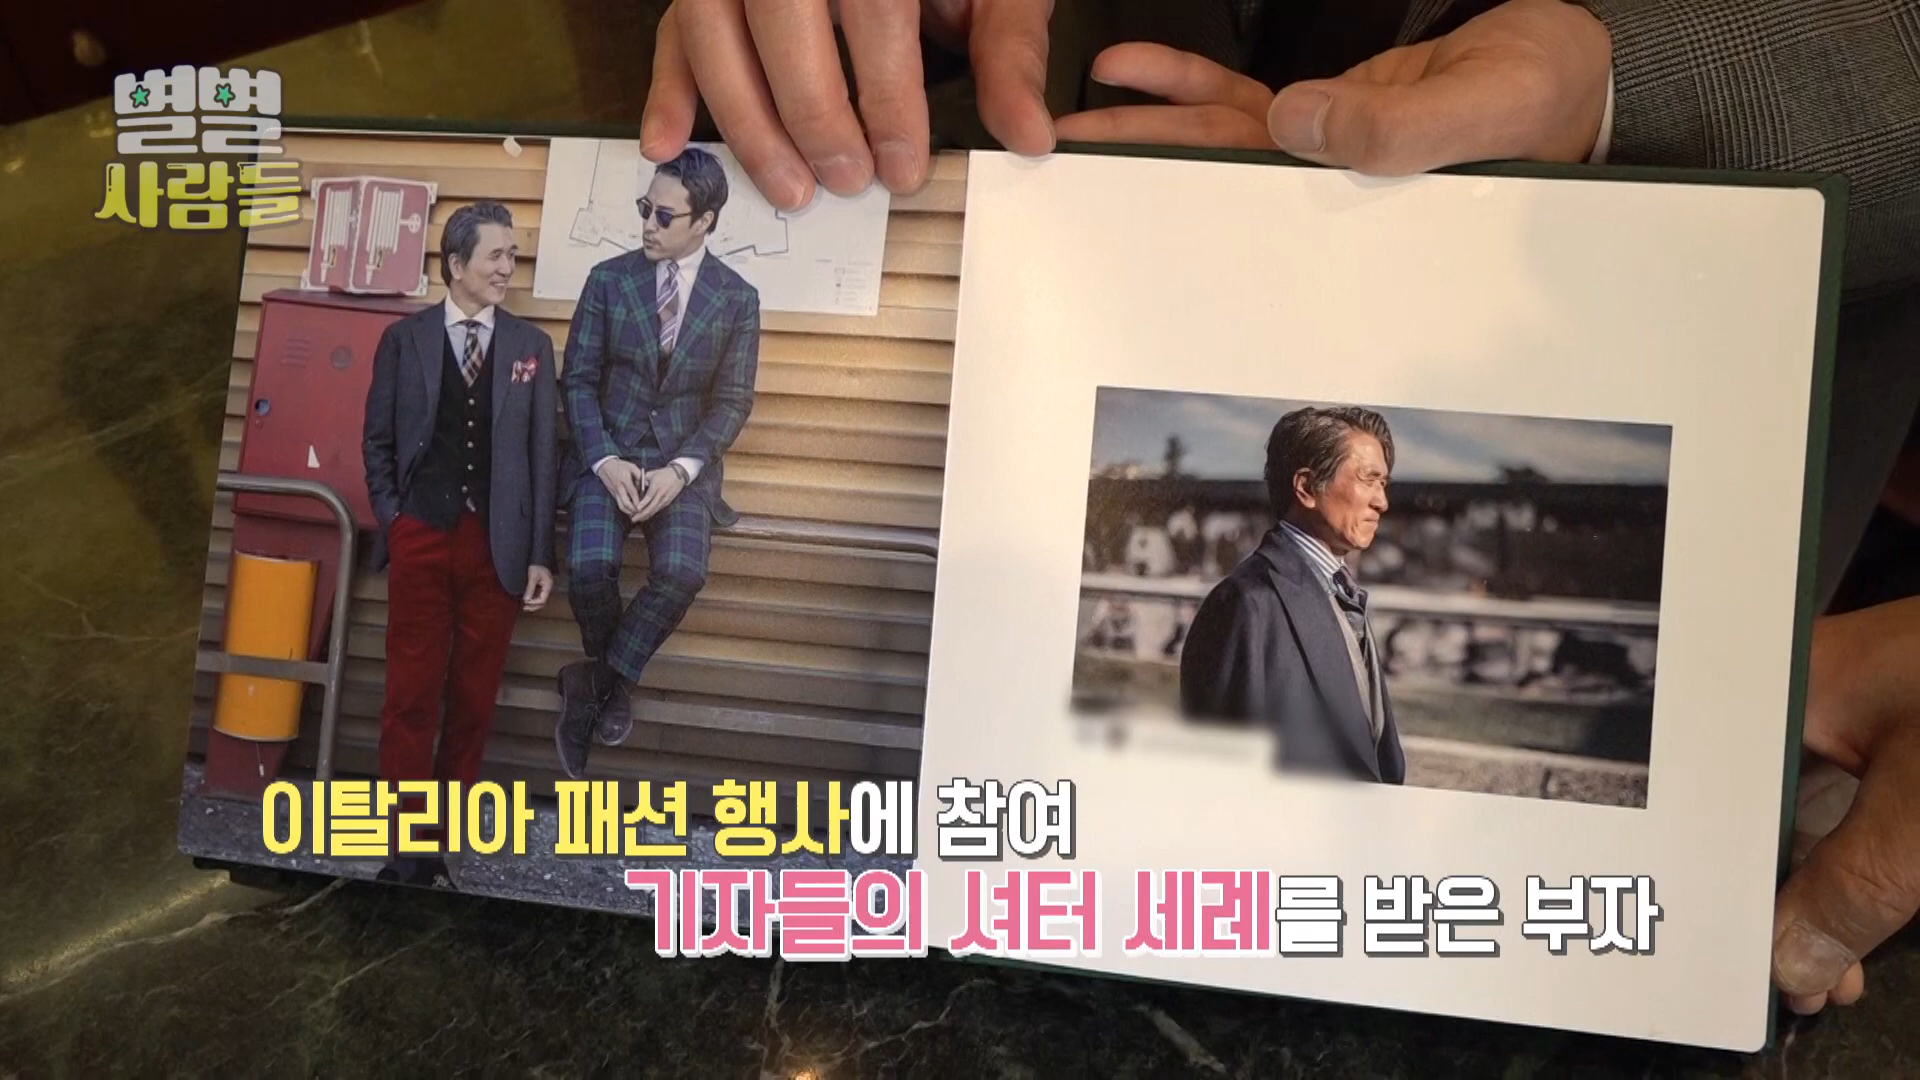 별별
사람들
이탈리아 패션 행사에 참여
기자들의 셔터 세례를 받은 부자